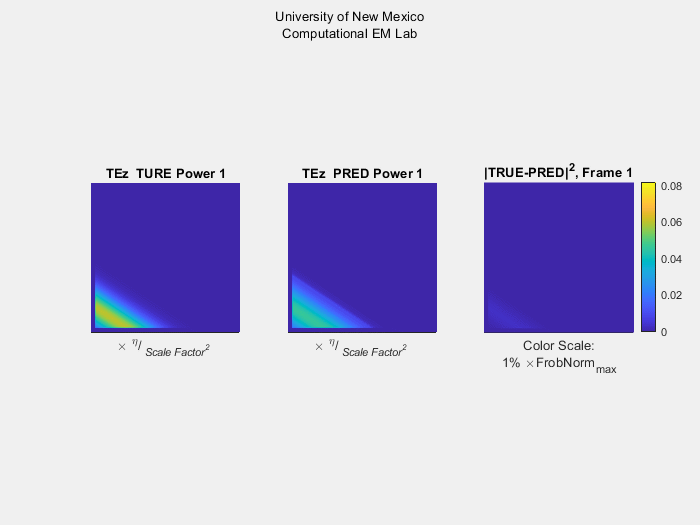 University of New Mexico
Computational EM Lab
TEz TURE Power 1
TEz PRED Power 1
|TRUE-PRED|², Frame 1
0.08
0.06
0.04
0.02
0
× η/ Scale Factor²
× η/ Scale Factor²
Color Scale:
1% ×FrobNorm_max